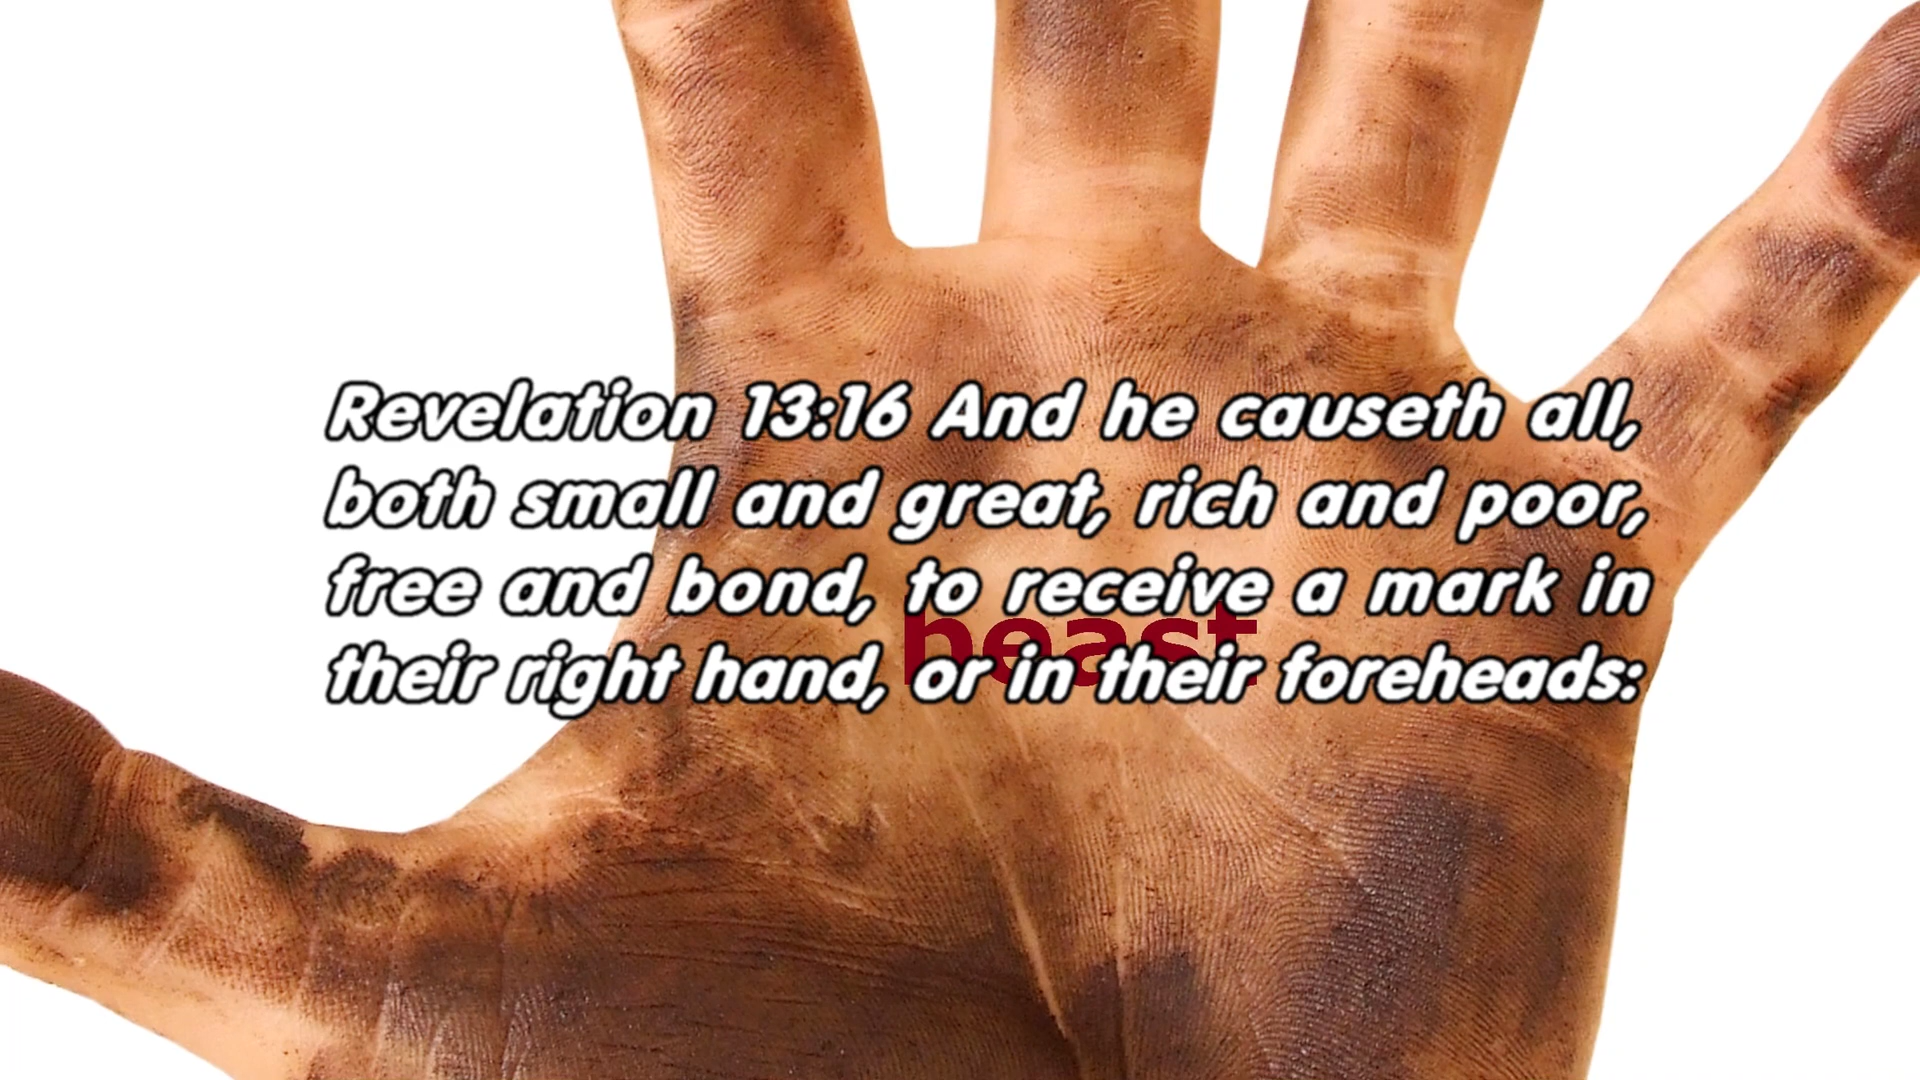 Revelation 13:16 And he causeth all,
both small and great, rich and poor,
free and bond, to receive a mark in
beast
their right hand, or in their foreheads: